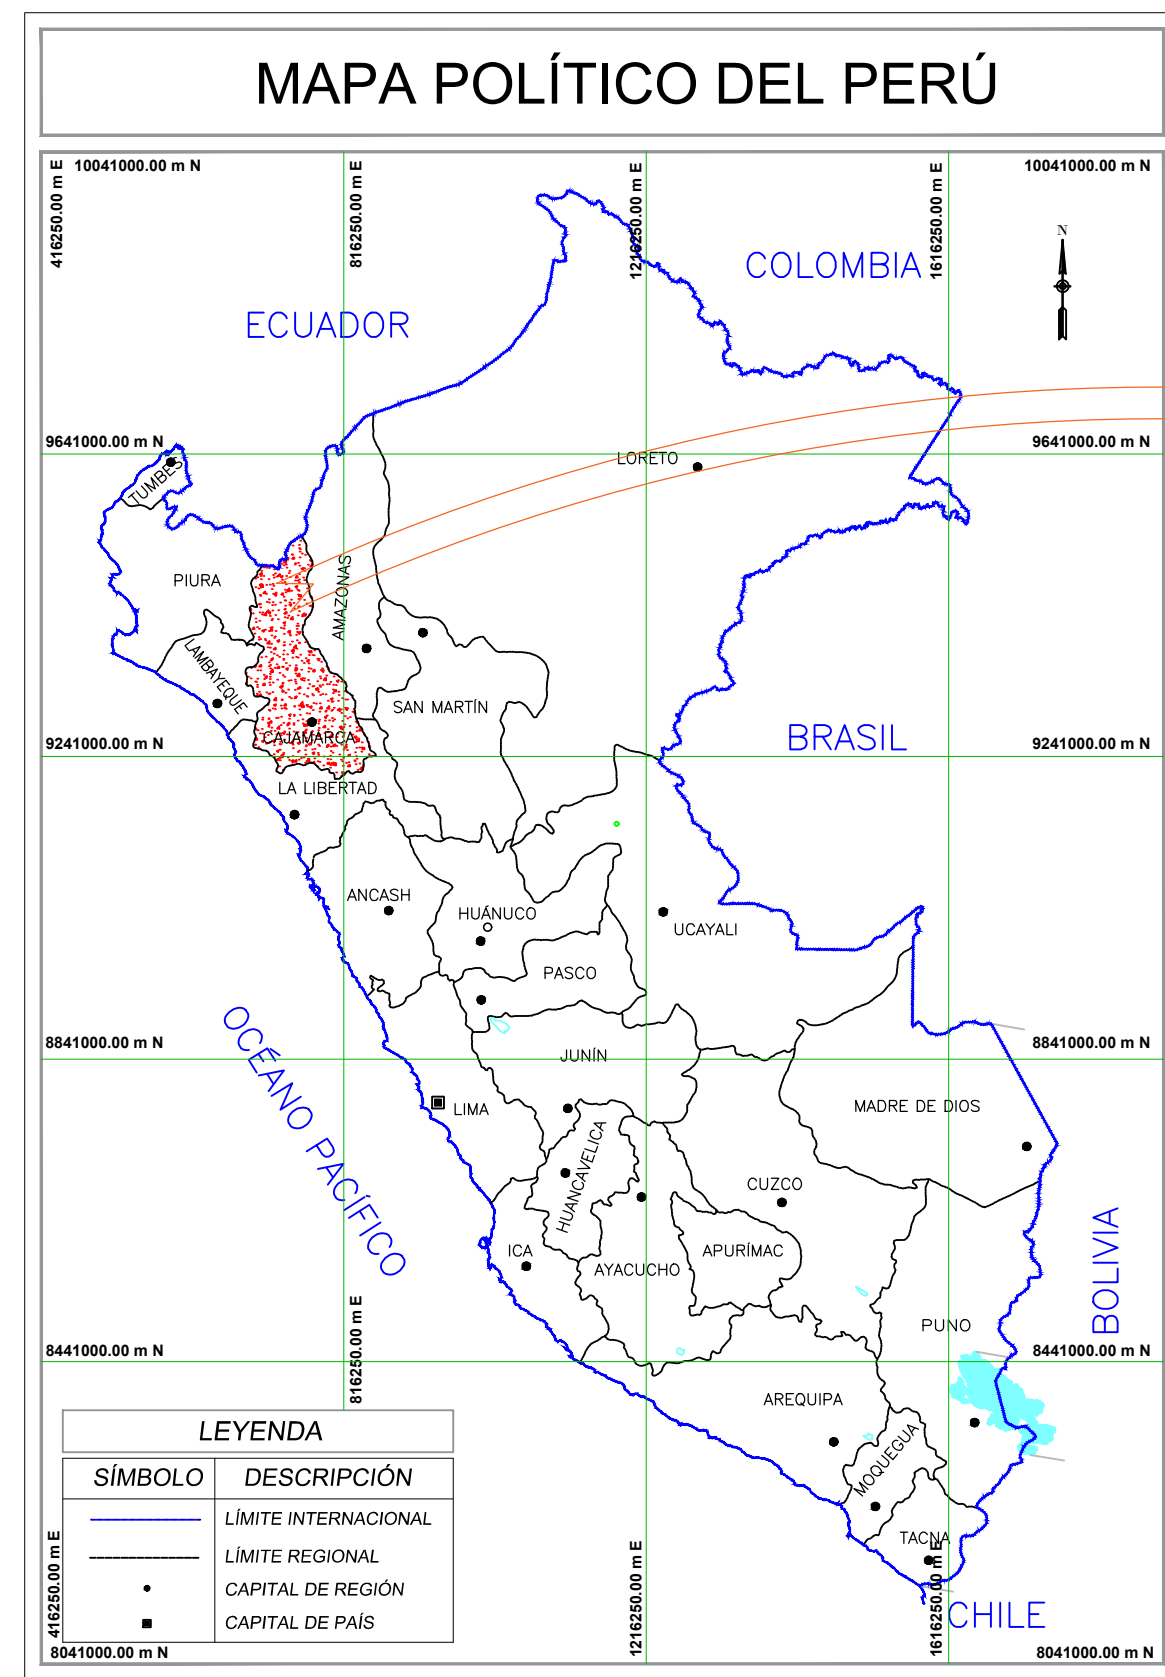 MAPA POLÍTICO DEL PERÚ
416250.00 m E
10041000.00 m N
816250.00 m E
1216250.00 m E
1616250.00 m E
10041000.00 m N
N
COLOMBIA
ECUADOR
9641000.00 m N
9641000.00 m N
LORETO
TUMBES
PIURA
AMAZONAS
LAMBAYEQUE
SAN MARTÍN
CAJAMARCA
BRASIL
9241000.00 m N
9241000.00 m N
LA LIBERTAD
ANCASH
HUÁNUCO
UCAYALI
PASCO
OCÉANO PACÍFICO
8841000.00 m N
JUNÍN
8841000.00 m N
LIMA
MADRE DE DIOS
HUANCAVELICA
CUZCO
ICA
AYACUCHO
APURÍMAC
BOLIVIA
PUNO
8441000.00 m N
816250.00 m E
8441000.00 m N
AREQUIPA
MOQUEGUA
TACNA
CHILE
LEYENDA
SÍMBOLO DESCRIPCIÓN
LÍMITE INTERNACIONAL
LÍMITE REGIONAL
CAPITAL DE REGIÓN
CAPITAL DE PAÍS
416250.00 m E
8041000.00 m N
1216250.00 m E
1616250.00 m E
8041000.00 m N